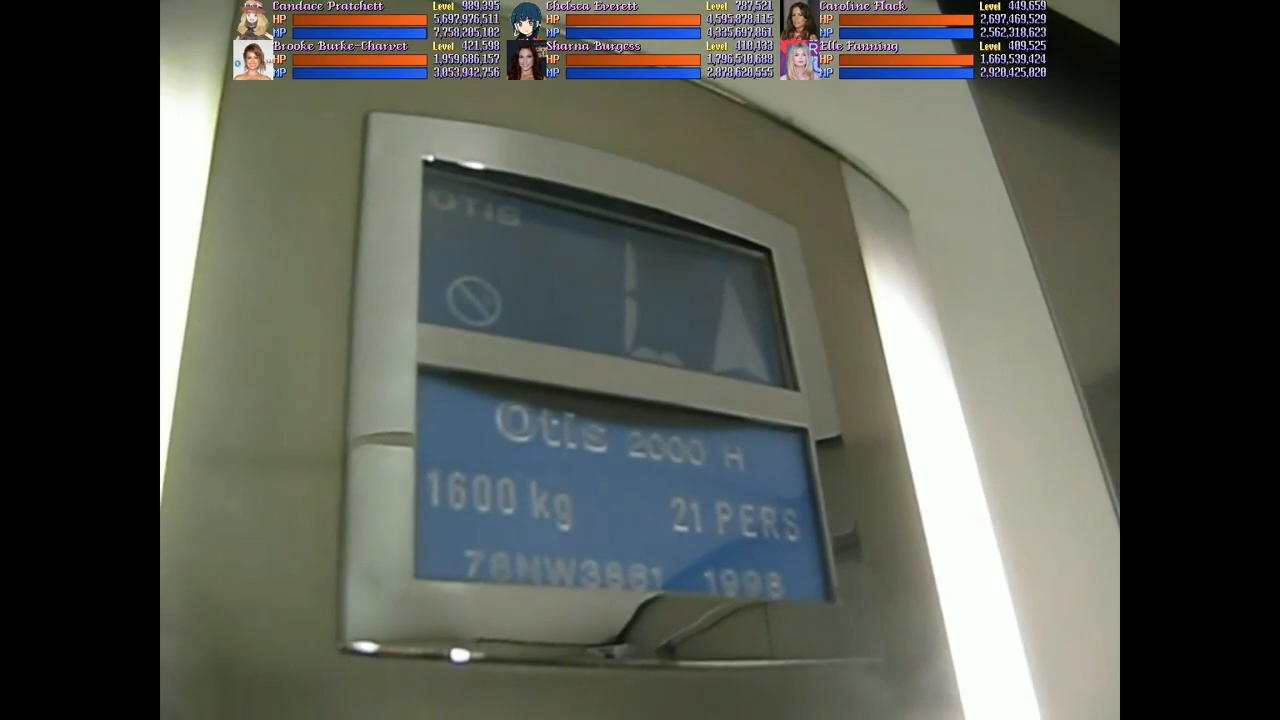 Candace Pratchett Level 989,395
HP 5,697,976,511
MP 7,758,205,102
Chelsea Everett Level 787,521
HP 4,595,878,115
MP 4,335,697,061
Caroline Flack Level 449,659
HP 2,697,469,529
MP 2,562,318,623
Brooke Burke-Charvet Level 421,598
HP 1,959,686,157
MP 3,053,942,756
Sharna Burgess Level 410,433
HP 1,796,510,881
MP 2,878,620,555
Elle Fanning Level 409,525
HP 1,669,539,424
MP 2,920,425,020
OTIS
L
Otis 2000 H
1600 kg 21 PERS
78NW3861 1998